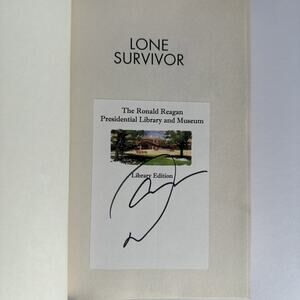 LONE
SURVIVOR
The Ronald Reagan
Presidential Library and Museum
Library Edition